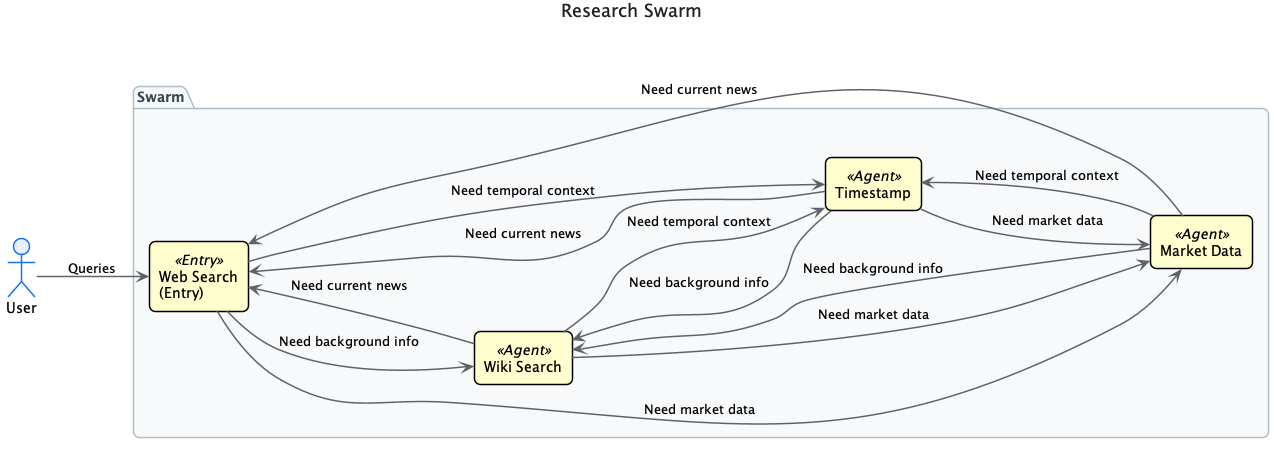 Research Swarm
Swarm
Need current news
«Agent»
Timestamp
Need temporal context
Need temporal context
Need current news
Need temporal context
Need market data
«Agent»
Market Data
«Entry»
Web Search
(Entry)
Queries
User
Need current news
Need background info
Need background info
Need market data
Need background info
«Agent»
Wiki Search
Need market data